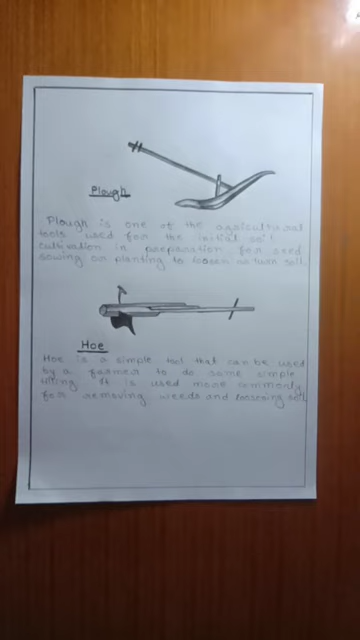 Plough
Plough is one of the agricultural
tools used for the initial soil
cultivation in preparation for seed
sowing or planting to loosen or turn soil.
Hoe
Hoe is a simple tool that can be used
by a farmer to do some simple
tilling. It is used more commonly
for removing weeds and loosening soil.